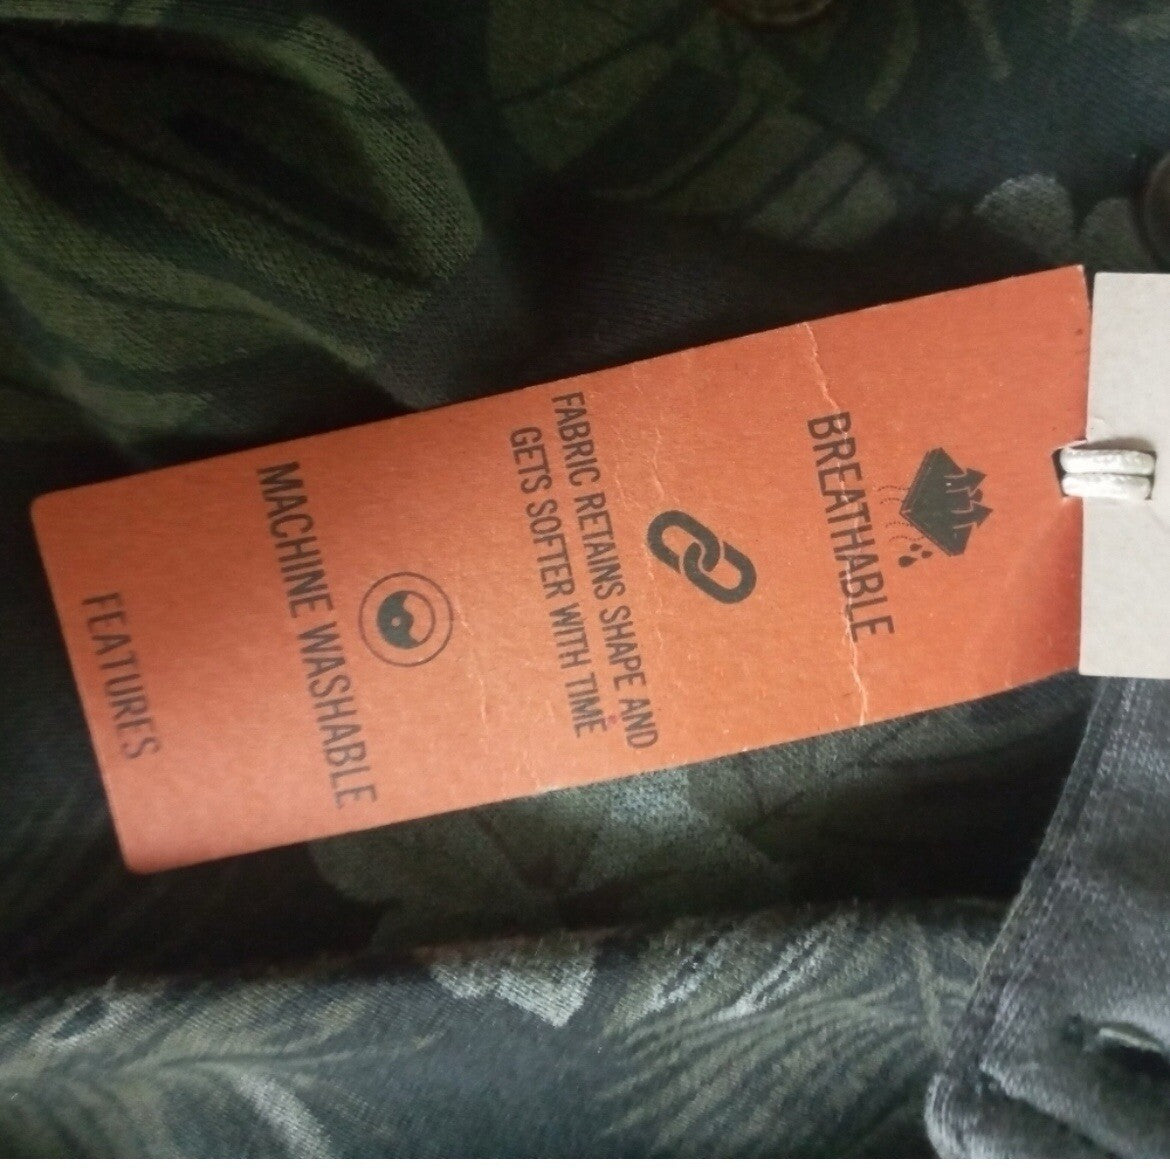 BREATHABLE
FABRIC RETAINS SHAPE AND
GETS SOFTER WITH TIME
MACHINE WASHABLE
FEATURES